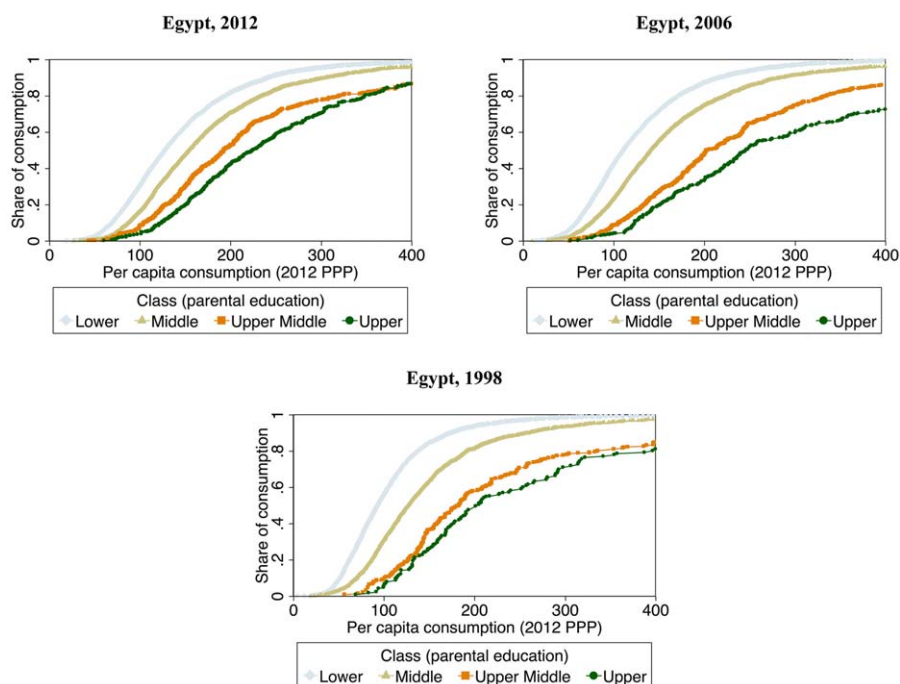 Egypt, 2012
Share of consumption
0 .2 .4 .6 .8 1
0 100 200 300 400
Per capita consumption (2012 PPP)
Class (parental education)
Lower Middle Upper Middle Upper
Egypt, 2006
Share of consumption
0 .2 .4 .6 .8 1
0 100 200 300 400
Per capita consumption (2012 PPP)
Class (parental education)
Lower Middle Upper Middle Upper
Egypt, 1998
Share of consumption
0 .2 .4 .6 .8 1
0 100 200 300 400
Per capita consumption (2012 PPP)
Class (parental education)
Lower Middle Upper Middle Upper